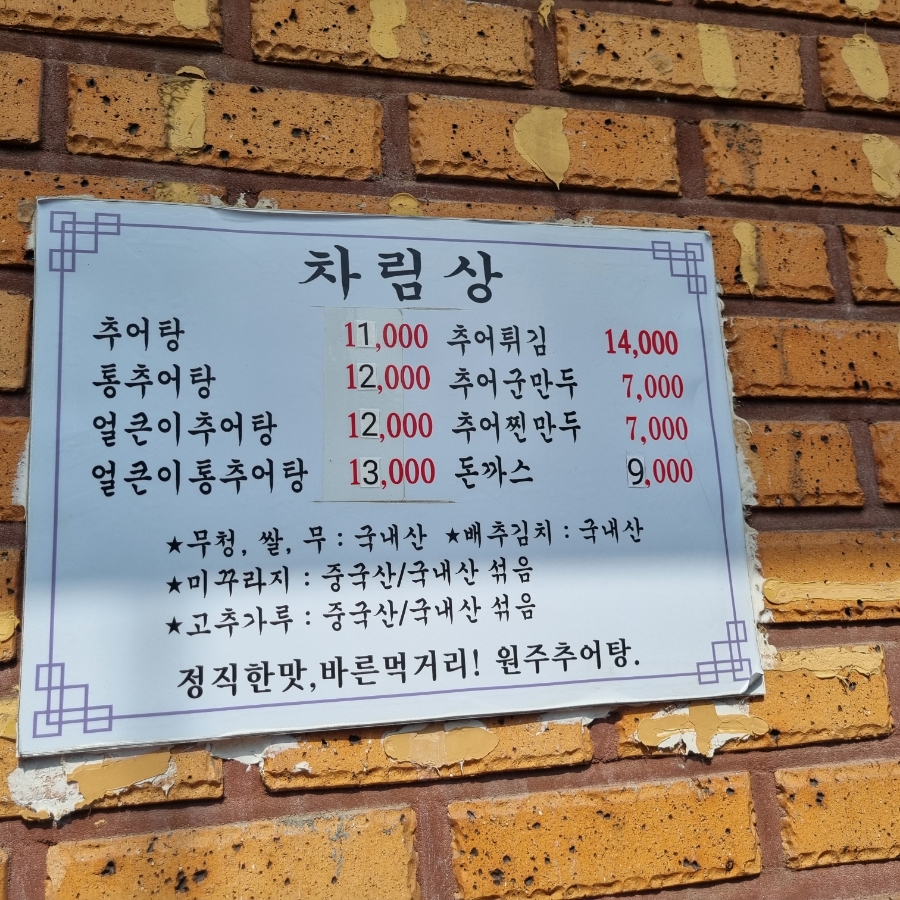 차림상
추어탕 11,000 추어튀김 14,000
통추어탕 12,000 추어군만두 7,000
얼큰이추어탕 12,000 추어찐만두 7,000
얼큰이통추어탕 13,000 돈까스 9,000
★무청, 쌀, 무 : 국내산 ★배추김치 : 국내산
★미꾸라지 : 중국산/국내산 섞음
★고추가루 : 중국산/국내산 섞음
정직한맛,바른먹거리! 원주추어탕.